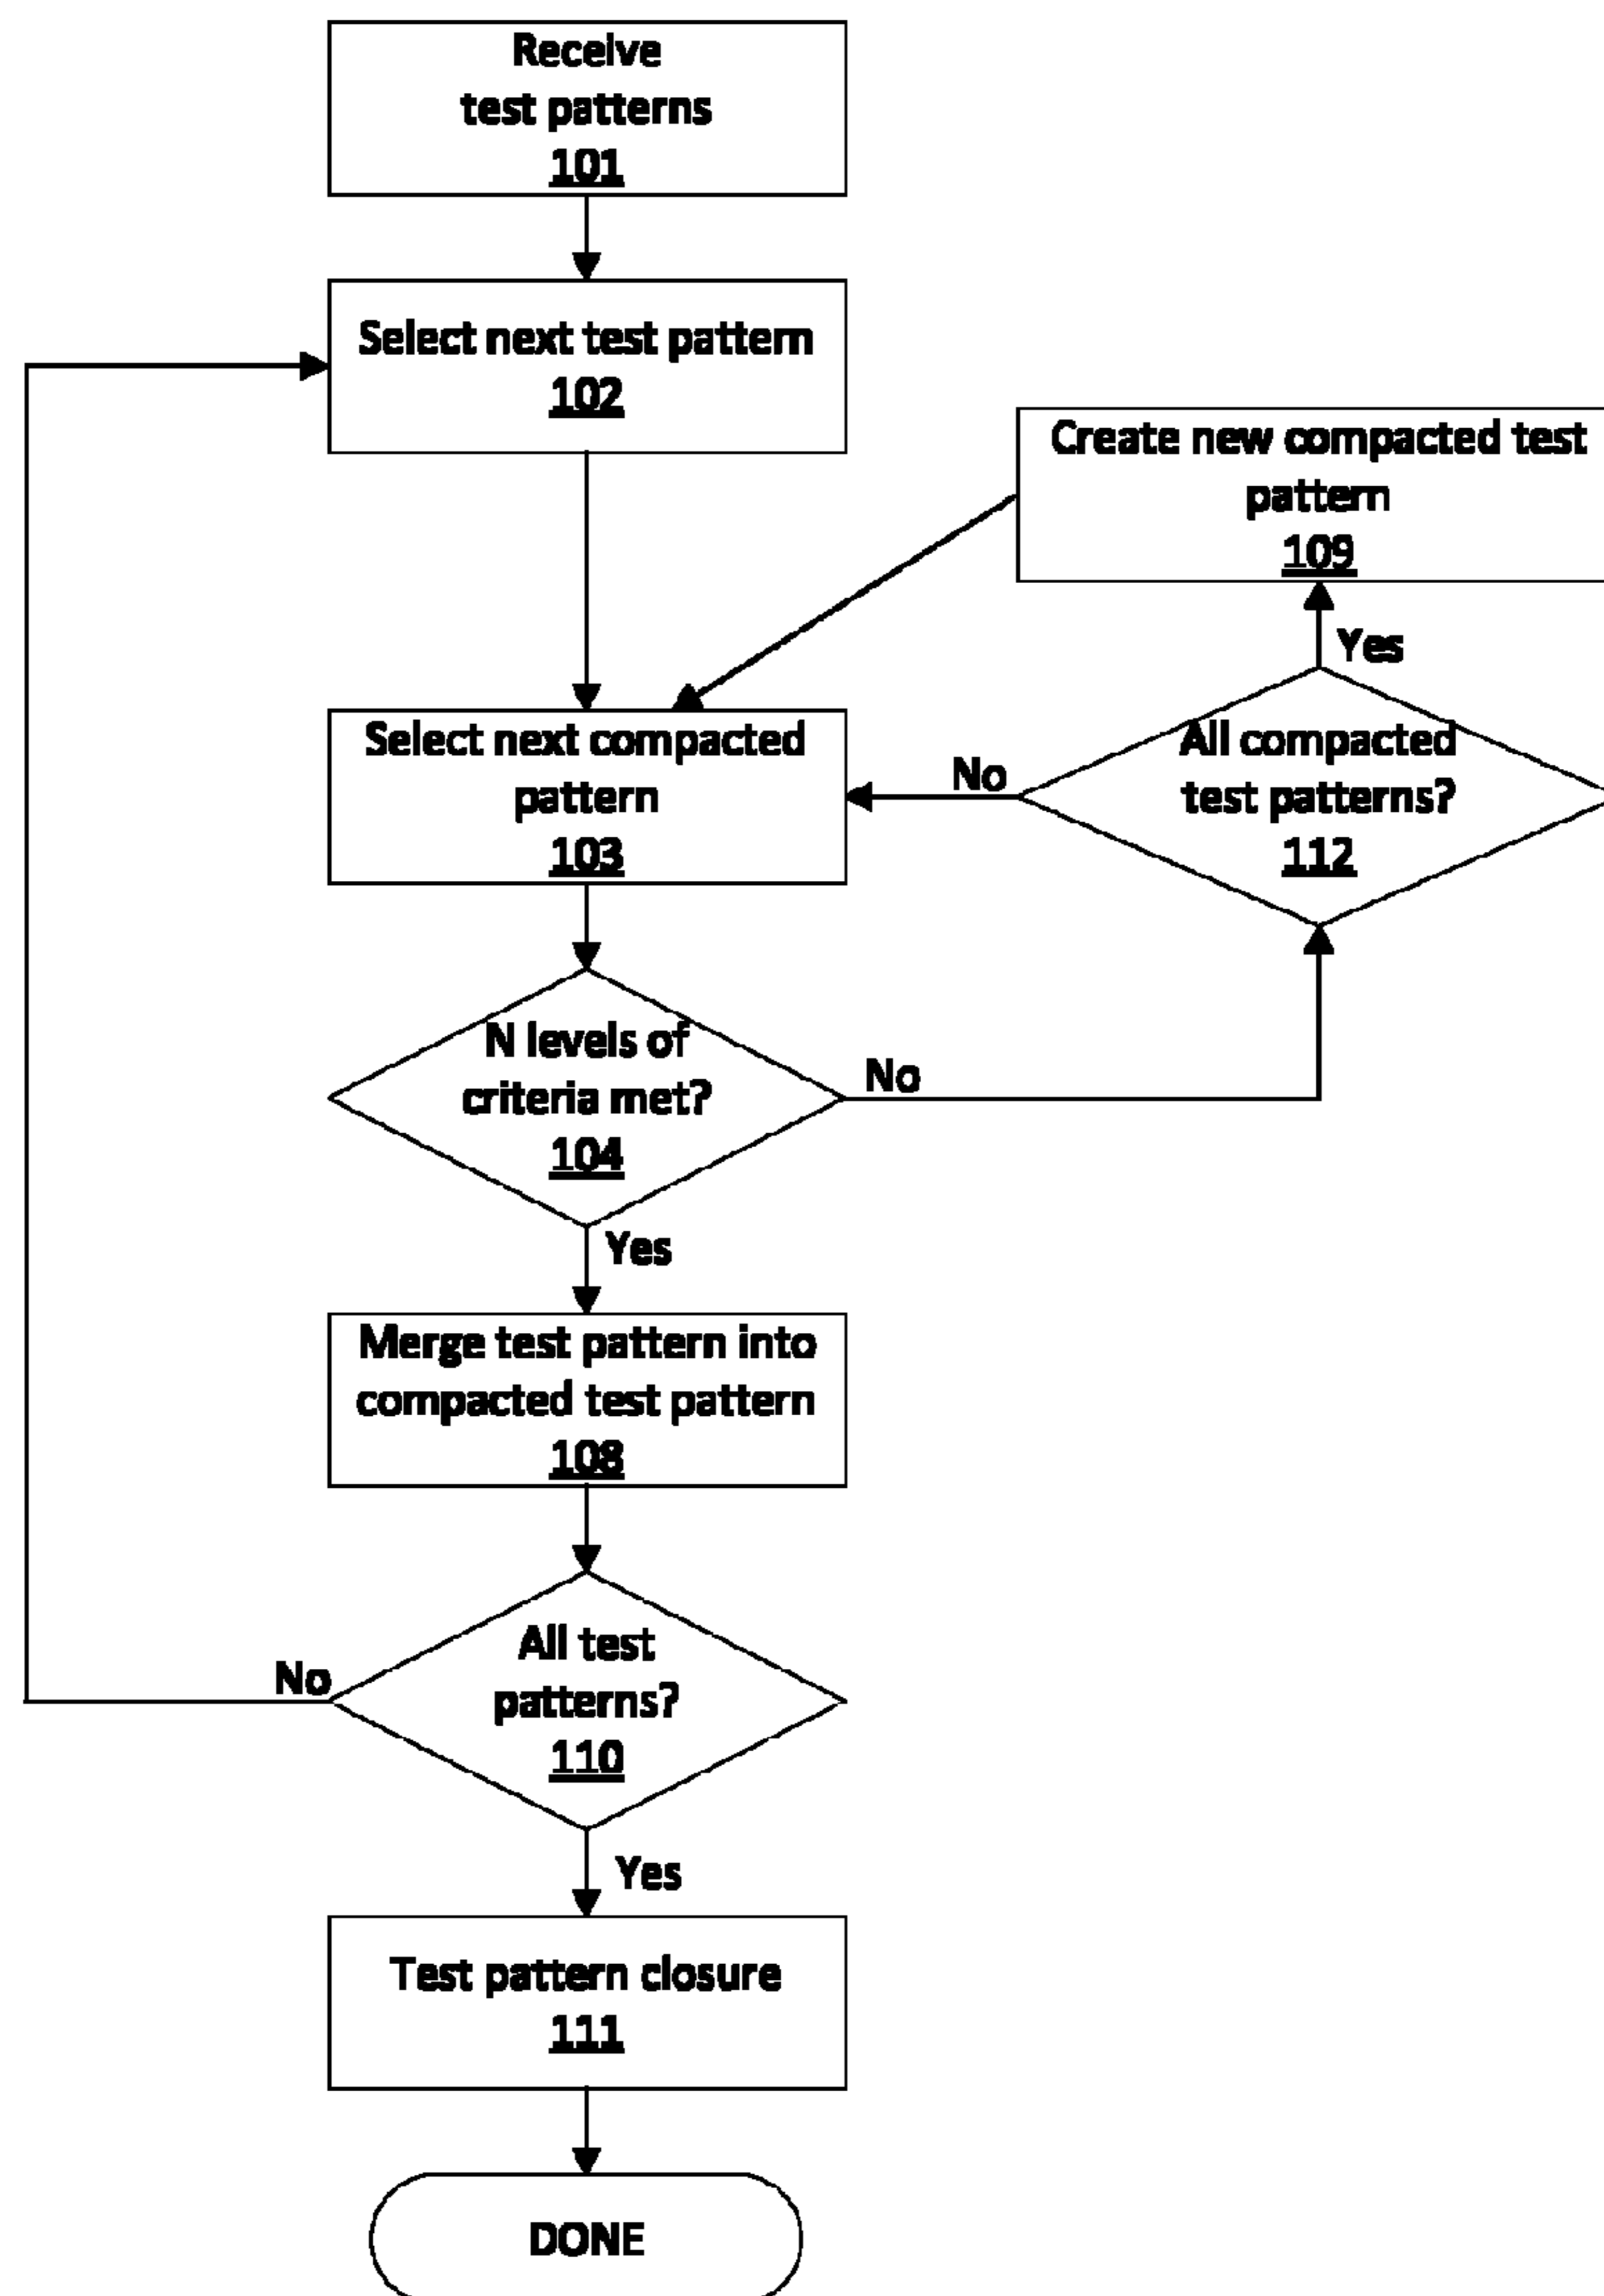 Receive
test patterns
101
Select next test pattern
102
Create new compacted test
pattern
109
Yes
Select next compacted
pattern
103
No
All compacted
test patterns?
112
N levels of
criteria met?
104
No
Yes
Merge test pattern into
compacted test pattern
108
All test
patterns?
110
No
Yes
Test pattern closure
111
DONE